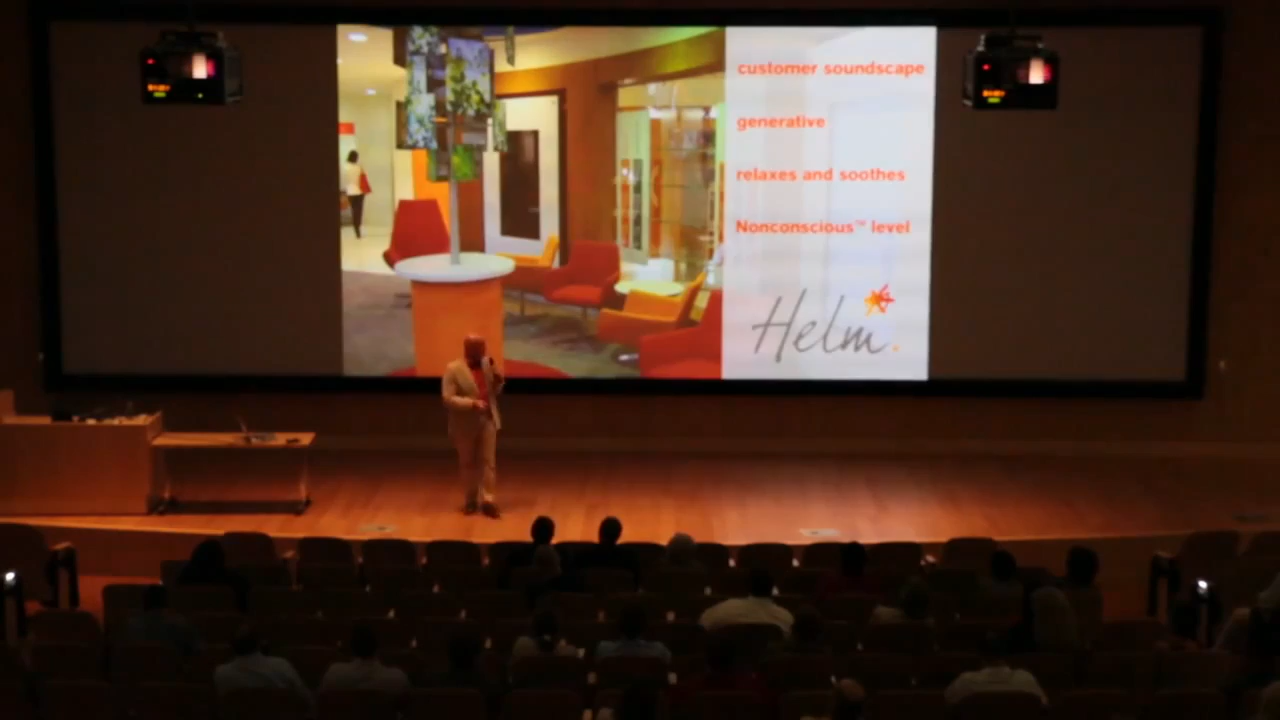 customer soundscape
generative
relaxes and soothes
Nonconscious™ level
Helm.